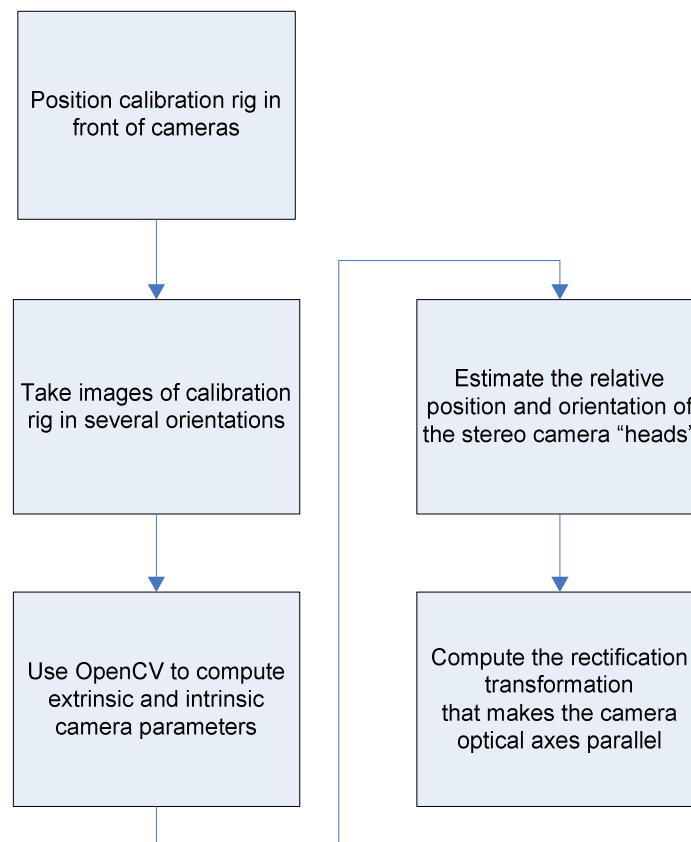 Position calibration rig in
front of cameras
Take images of calibration
rig in several orientations
Use OpenCV to compute
extrinsic and intrinsic
camera parameters
Estimate the relative
position and orientation of
the stereo camera “heads”
Compute the rectification
transformation
that makes the camera
optical axes parallel